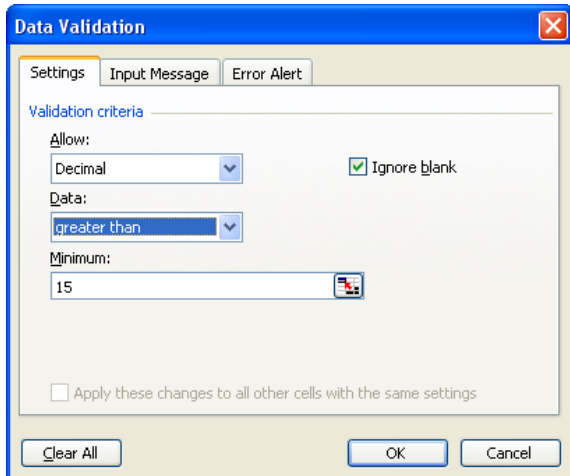 Data Validation
Settings Input Message Error Alert
Validation criteria
Allow:
Decimal Ignore blank
Data:
greater than
Minimum:
15
Apply these changes to all other cells with the same settings
Clear All OK Cancel